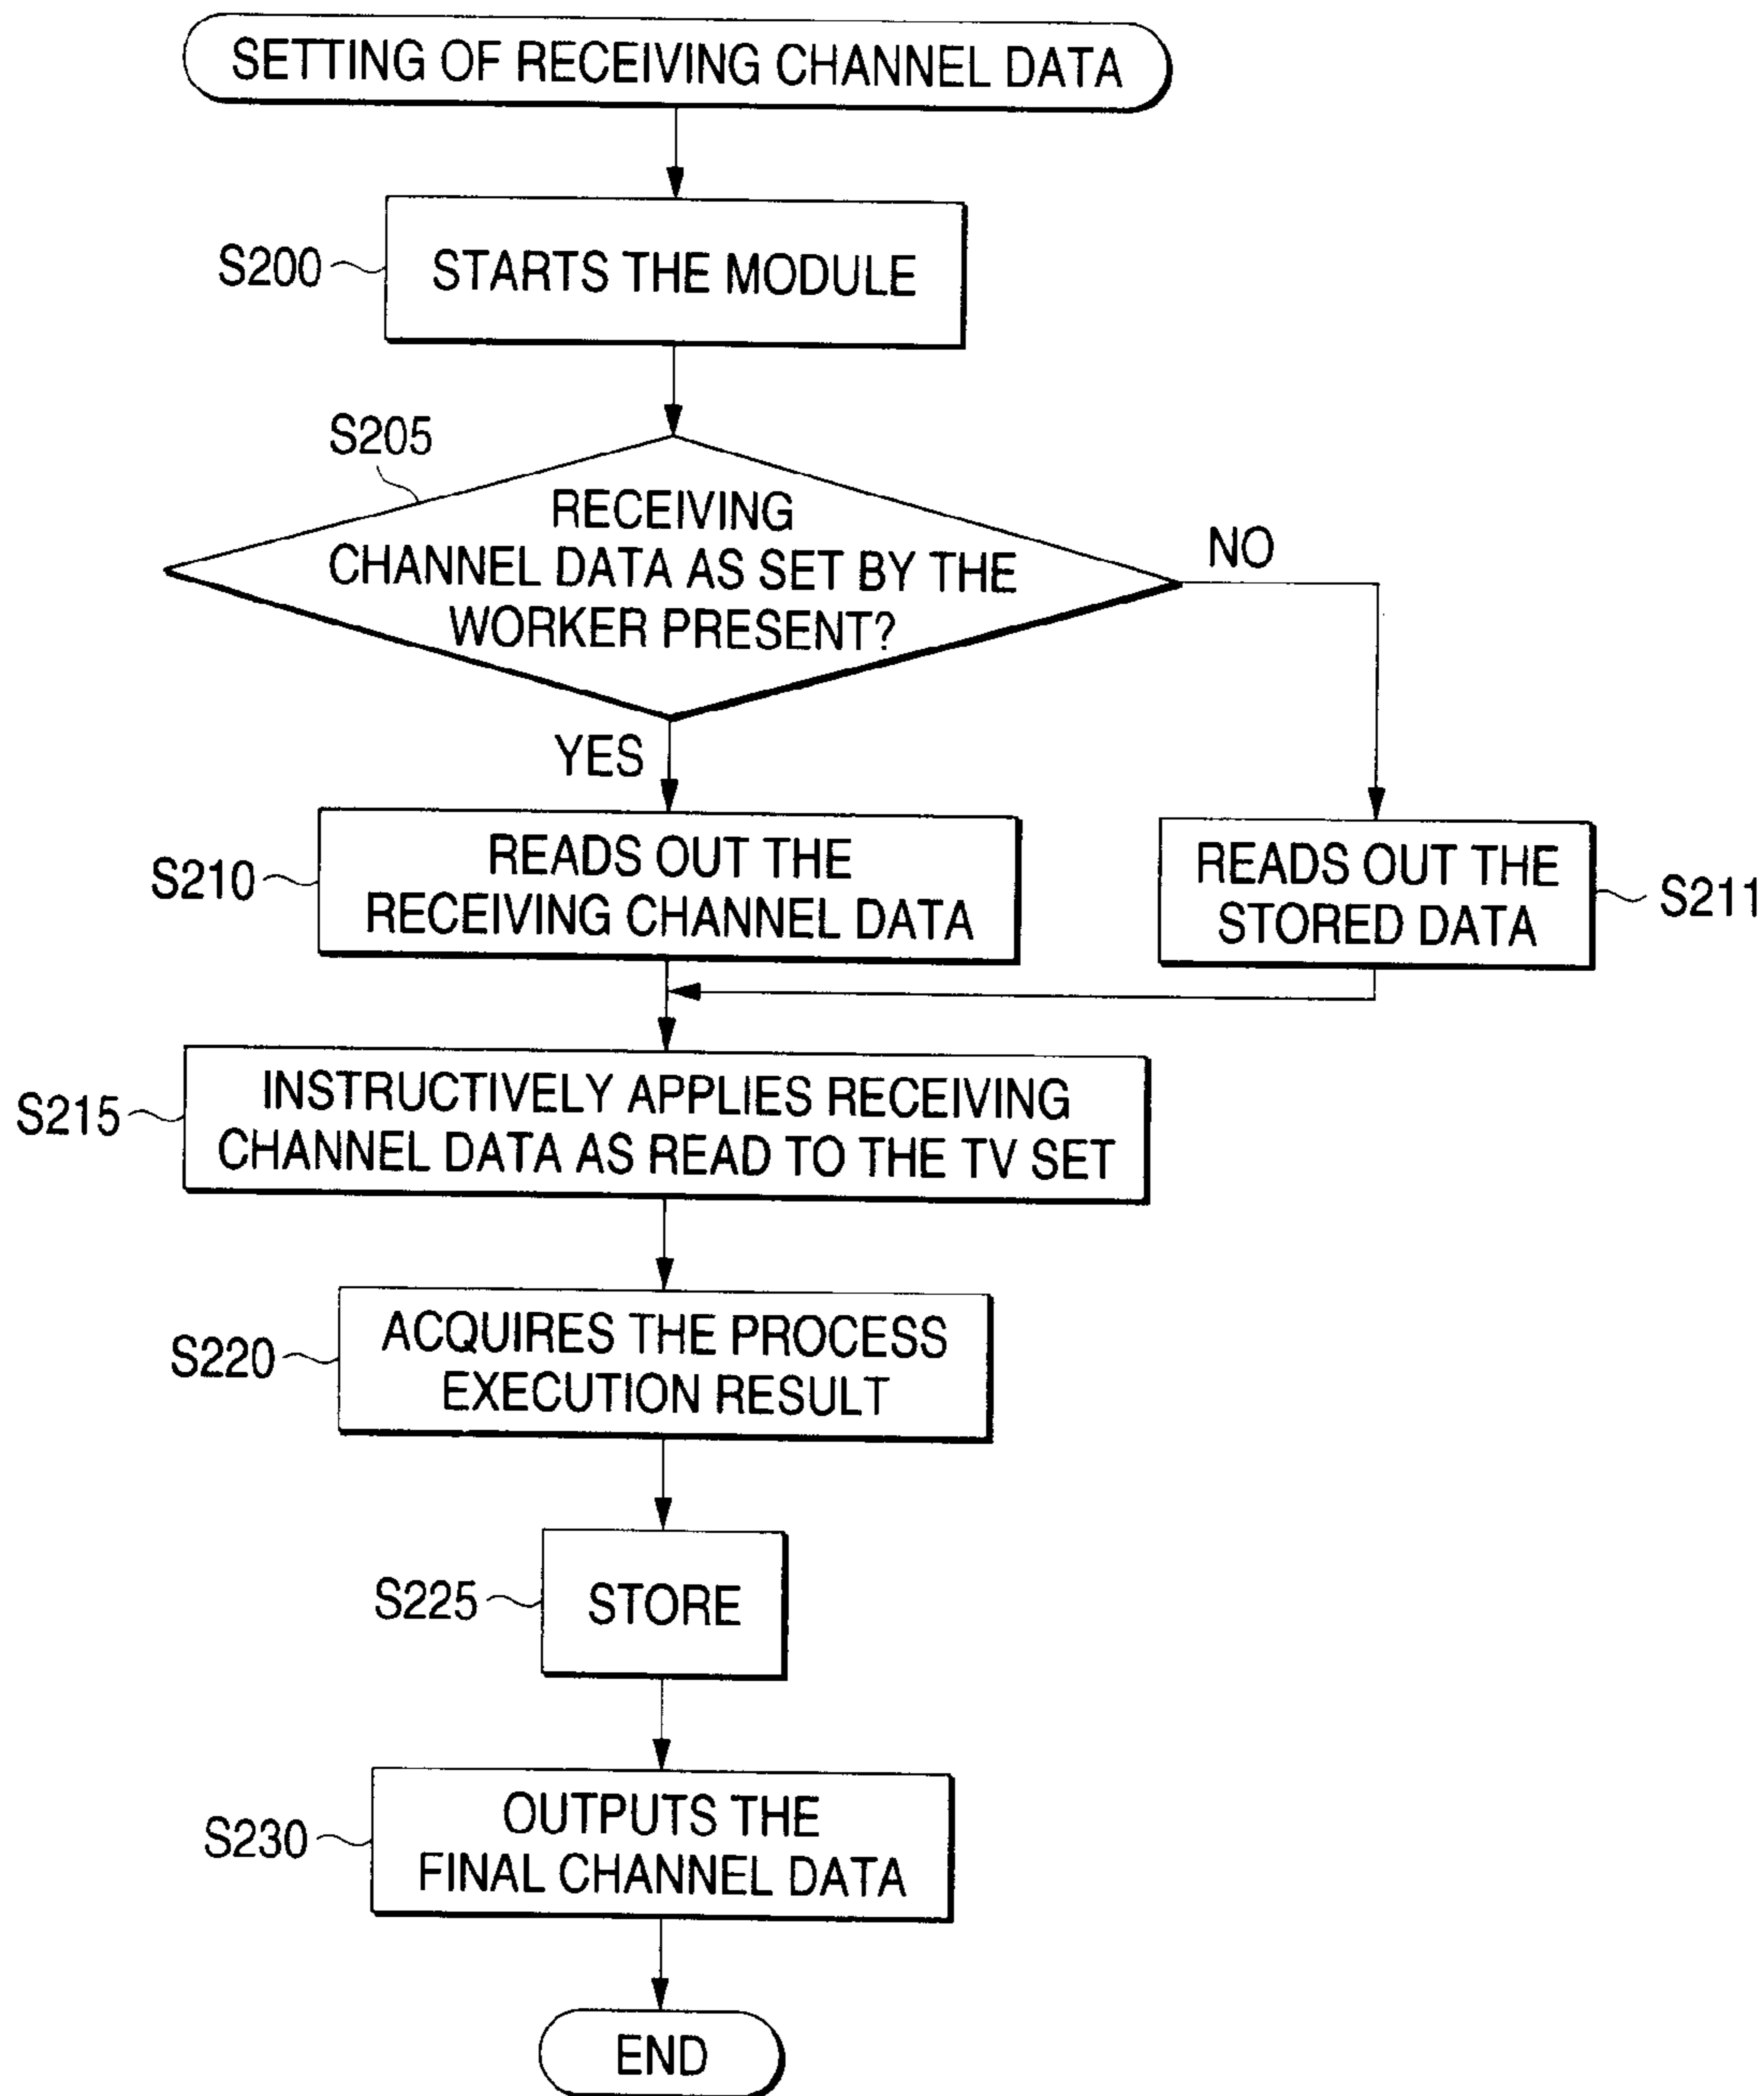 SETTING OF RECEIVING CHANNEL DATA
S200
STARTS THE MODULE
S205
RECEIVING
CHANNEL DATA AS SET BY THE
WORKER PRESENT?
NO
YES
S210
READS OUT THE
RECEIVING CHANNEL DATA
READS OUT THE
STORED DATA
S211
S215
INSTRUCTIVELY APPLIES RECEIVING
CHANNEL DATA AS READ TO THE TV SET
S220
ACQUIRES THE PROCESS
EXECUTION RESULT
S225
STORE
S230
OUTPUTS THE
FINAL CHANNEL DATA
END